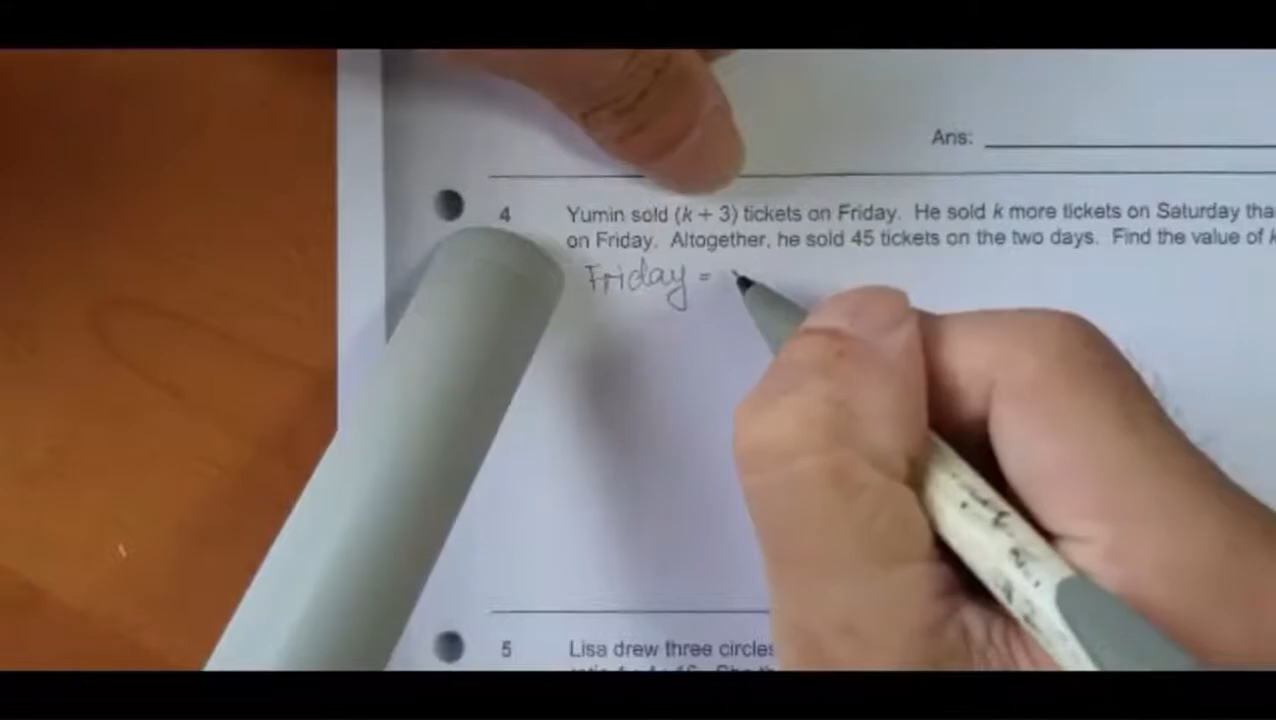 Ans:
4 Yumin sold (k + 3) tickets on Friday. He sold k more tickets on Saturday
on Friday. Altogether, he sold 45 tickets on the two days. Find the value of
Friday =
5 Lisa drew three circles